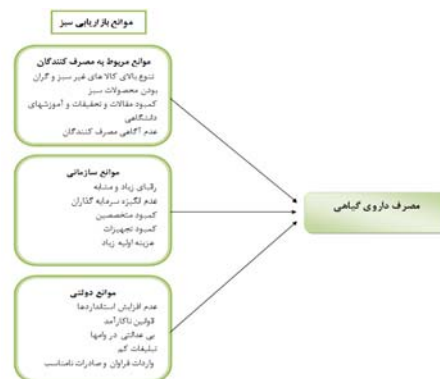 موانع بازاریابی سبز
موانع مربوط به مصرف کنندگان
تنوع بالای کالا های غیر سبز و گران
بودن محصولات سبز
کمبود مقالات و تحقیقات و آموزشهای
دانشگاهی
عدم آگاهی مصرف کنندگان
موانع سازمانی
رقبای زیاد و مشابه
عدم انگیزه سرمایه گذاران
کمبود متخصصین
کمبود تجهیزات
هزینه اولیه زیاد
مصرف داروی گیاهی
موانع دولتی
عدم افزایش استانداردها
قوانین ناکارآمد
بی عدالتی در وامها
تبلیغات کم
واردات فراوان و صادرات نامناسب